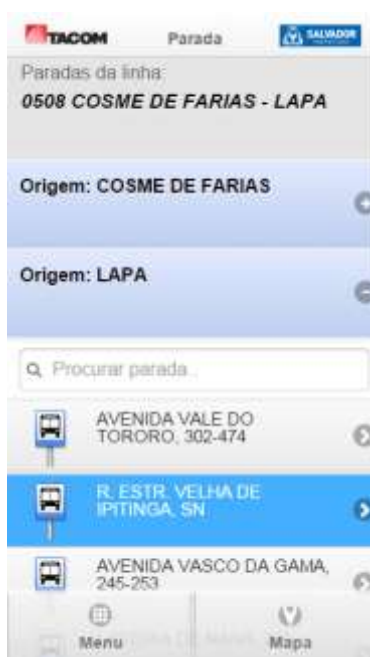 TACOM
Parada
SALVADOR
Paradas da linha:
0508 COSME DE FARIAS - LAPA
Origem: COSME DE FARIAS
Origem: LAPA
Procurar parada...
AVENIDA VALE DO
TORORO, 302-474
R. ESTR. VELHA DE
IPITINGA, SN
AVENIDA VASCO DA GAMA,
245-253
Menu
Mapa